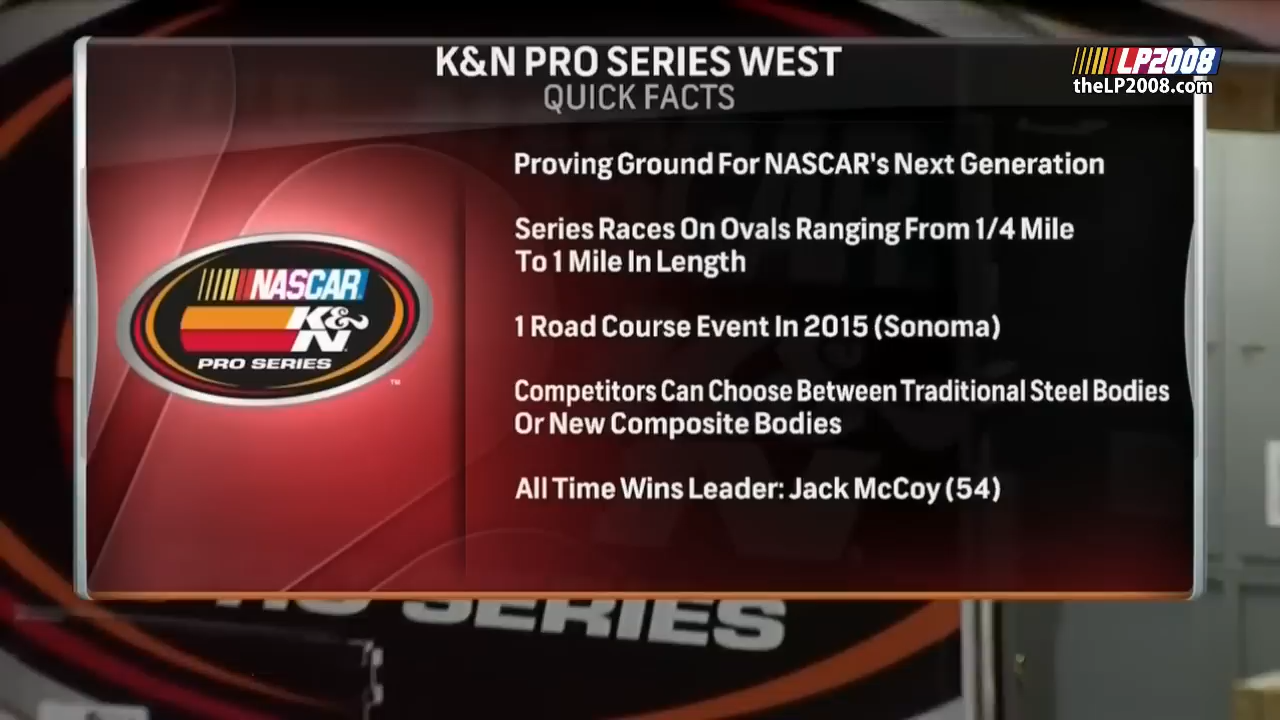 K&N PRO SERIES WEST
QUICK FACTS
LP2008
theLP2008.com
Proving Ground For NASCAR's Next Generation
Series Races On Ovals Ranging From 1/4 Mile
To 1 Mile In Length
1 Road Course Event In 2015 (Sonoma)
Competitors Can Choose Between Traditional Steel Bodies
Or New Composite Bodies
All Time Wins Leader: Jack McCoy (54)
NASCAR
K&N
PRO SERIES
™
PRO SERIES